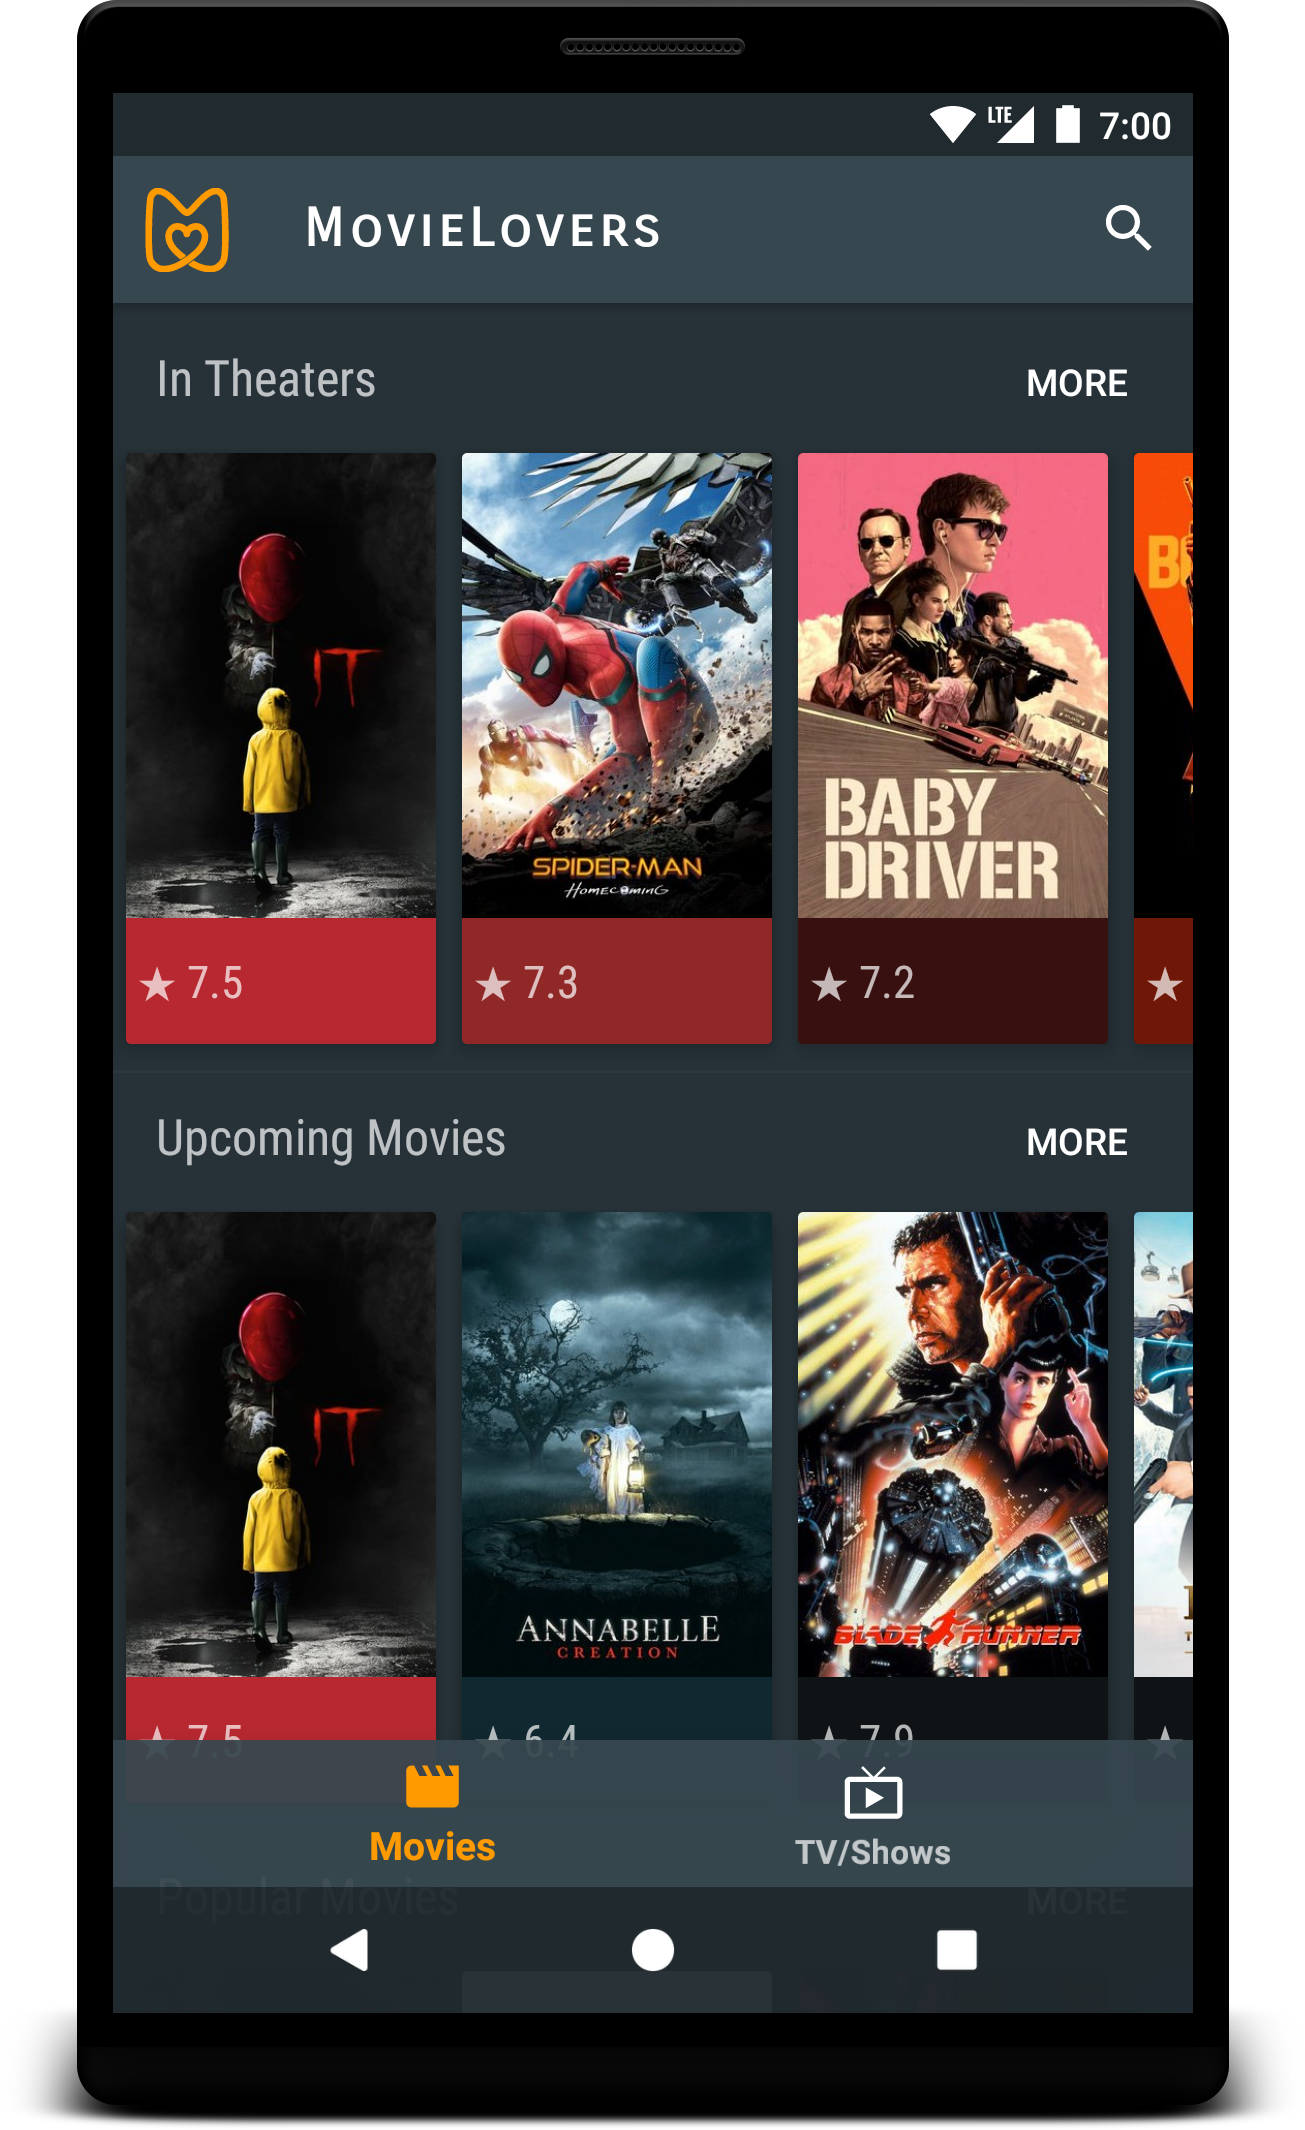 LTE 7:00
MOVIELOVERS
In Theaters MORE
IT
SPIDER-MAN
HOMECOMING
BABY
DRIVER
B
★ 7.5 ★ 7.3 ★ 7.2 ★
Upcoming Movies MORE
IT
ANNABELLE
CREATION
BLADE RUNNER
★ 7.5 ★ 6.4 ★ 7.9 ★
Movies TV/Shows
Popular Movies MORE